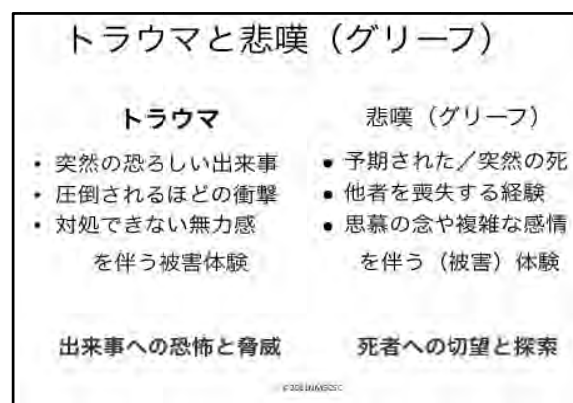 トラウマと悲嘆（グリーフ）
トラウマ
• 突然の恐ろしい出来事
• 圧倒されるほどの衝撃
• 対処できない無力感
を伴う被害体験
出来事への恐怖と脅威
悲嘆（グリーフ）
• 予期された／突然の死
• 他者を喪失する経験
• 思慕の念や複雑な感情
を伴う（被害）体験
死者への切望と探索